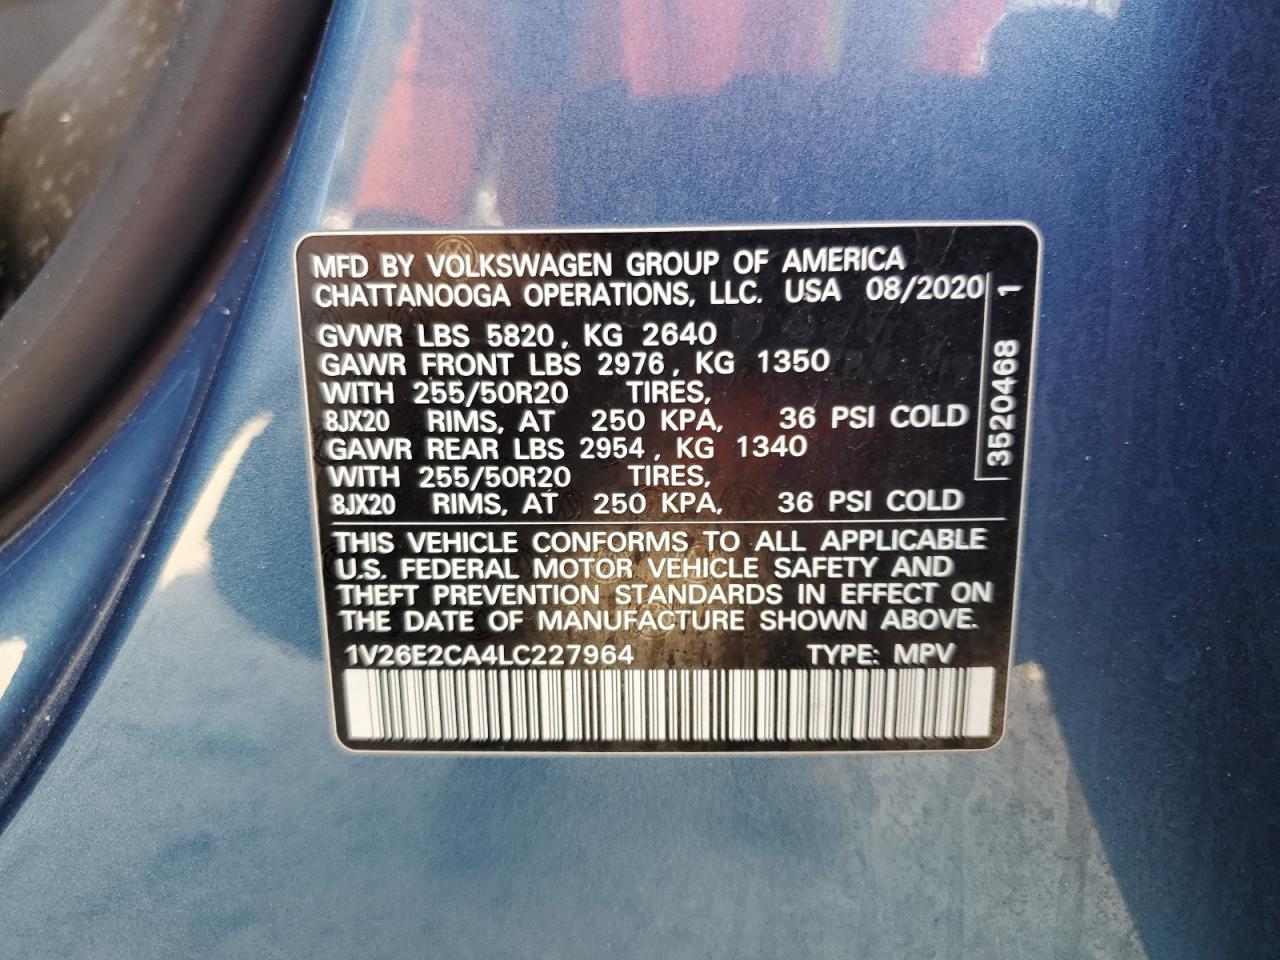 MFD BY VOLKSWAGEN GROUP OF AMERICA
CHATTANOOGA OPERATIONS, LLC. USA 08/2020
GVWR LBS 5820, KG 2640
GAWR FRONT LBS 2976, KG 1350
WITH 255/50R20 TIRES,
8JX20 RIMS, AT 250 KPA, 36 PSI COLD
GAWR REAR LBS 2954, KG 1340
WITH 255/50R20 TIRES,
8JX20 RIMS, AT 250 KPA, 36 PSI COLD
3520468 1
THIS VEHICLE CONFORMS TO ALL APPLICABLE
U.S. FEDERAL MOTOR VEHICLE SAFETY AND
THEFT PREVENTION STANDARDS IN EFFECT ON
THE DATE OF MANUFACTURE SHOWN ABOVE.
1V26E2CA4LC227964 TYPE: MPV